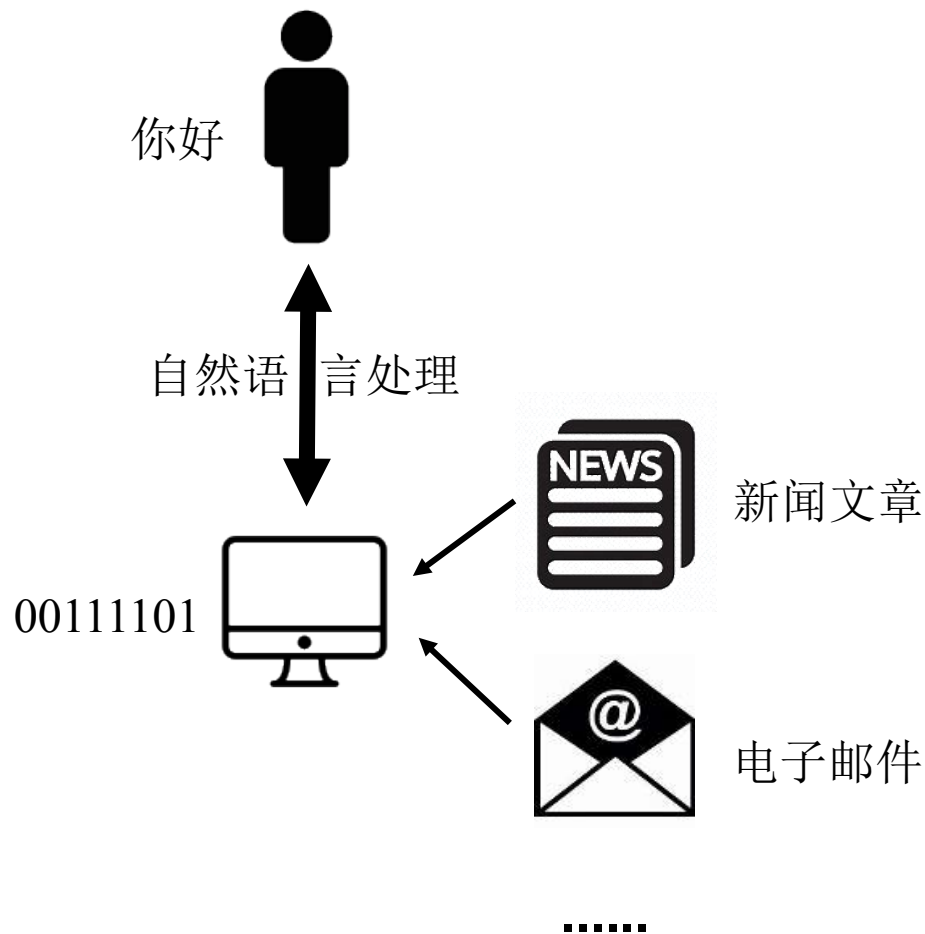 你好
自然语言处理
NEWS
新闻文章
00111101
@
电子邮件
......